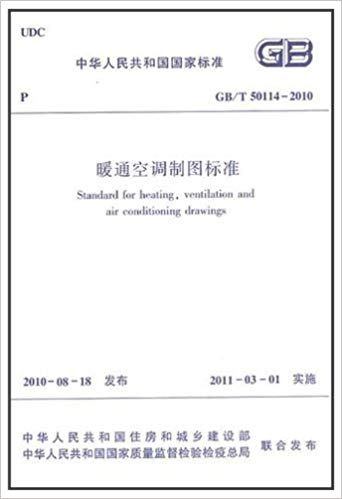 UDC
中华人民共和国国家标准
GB
P
GB/T 50114-2010
暖通空调制图标准
Standard for heating, ventilation and
air conditioning drawings
2010-08-18 发布
2011-03-01 实施
中华人民共和国住房和城乡建设部
中华人民共和国国家质量监督检验检疫总局
联合发布